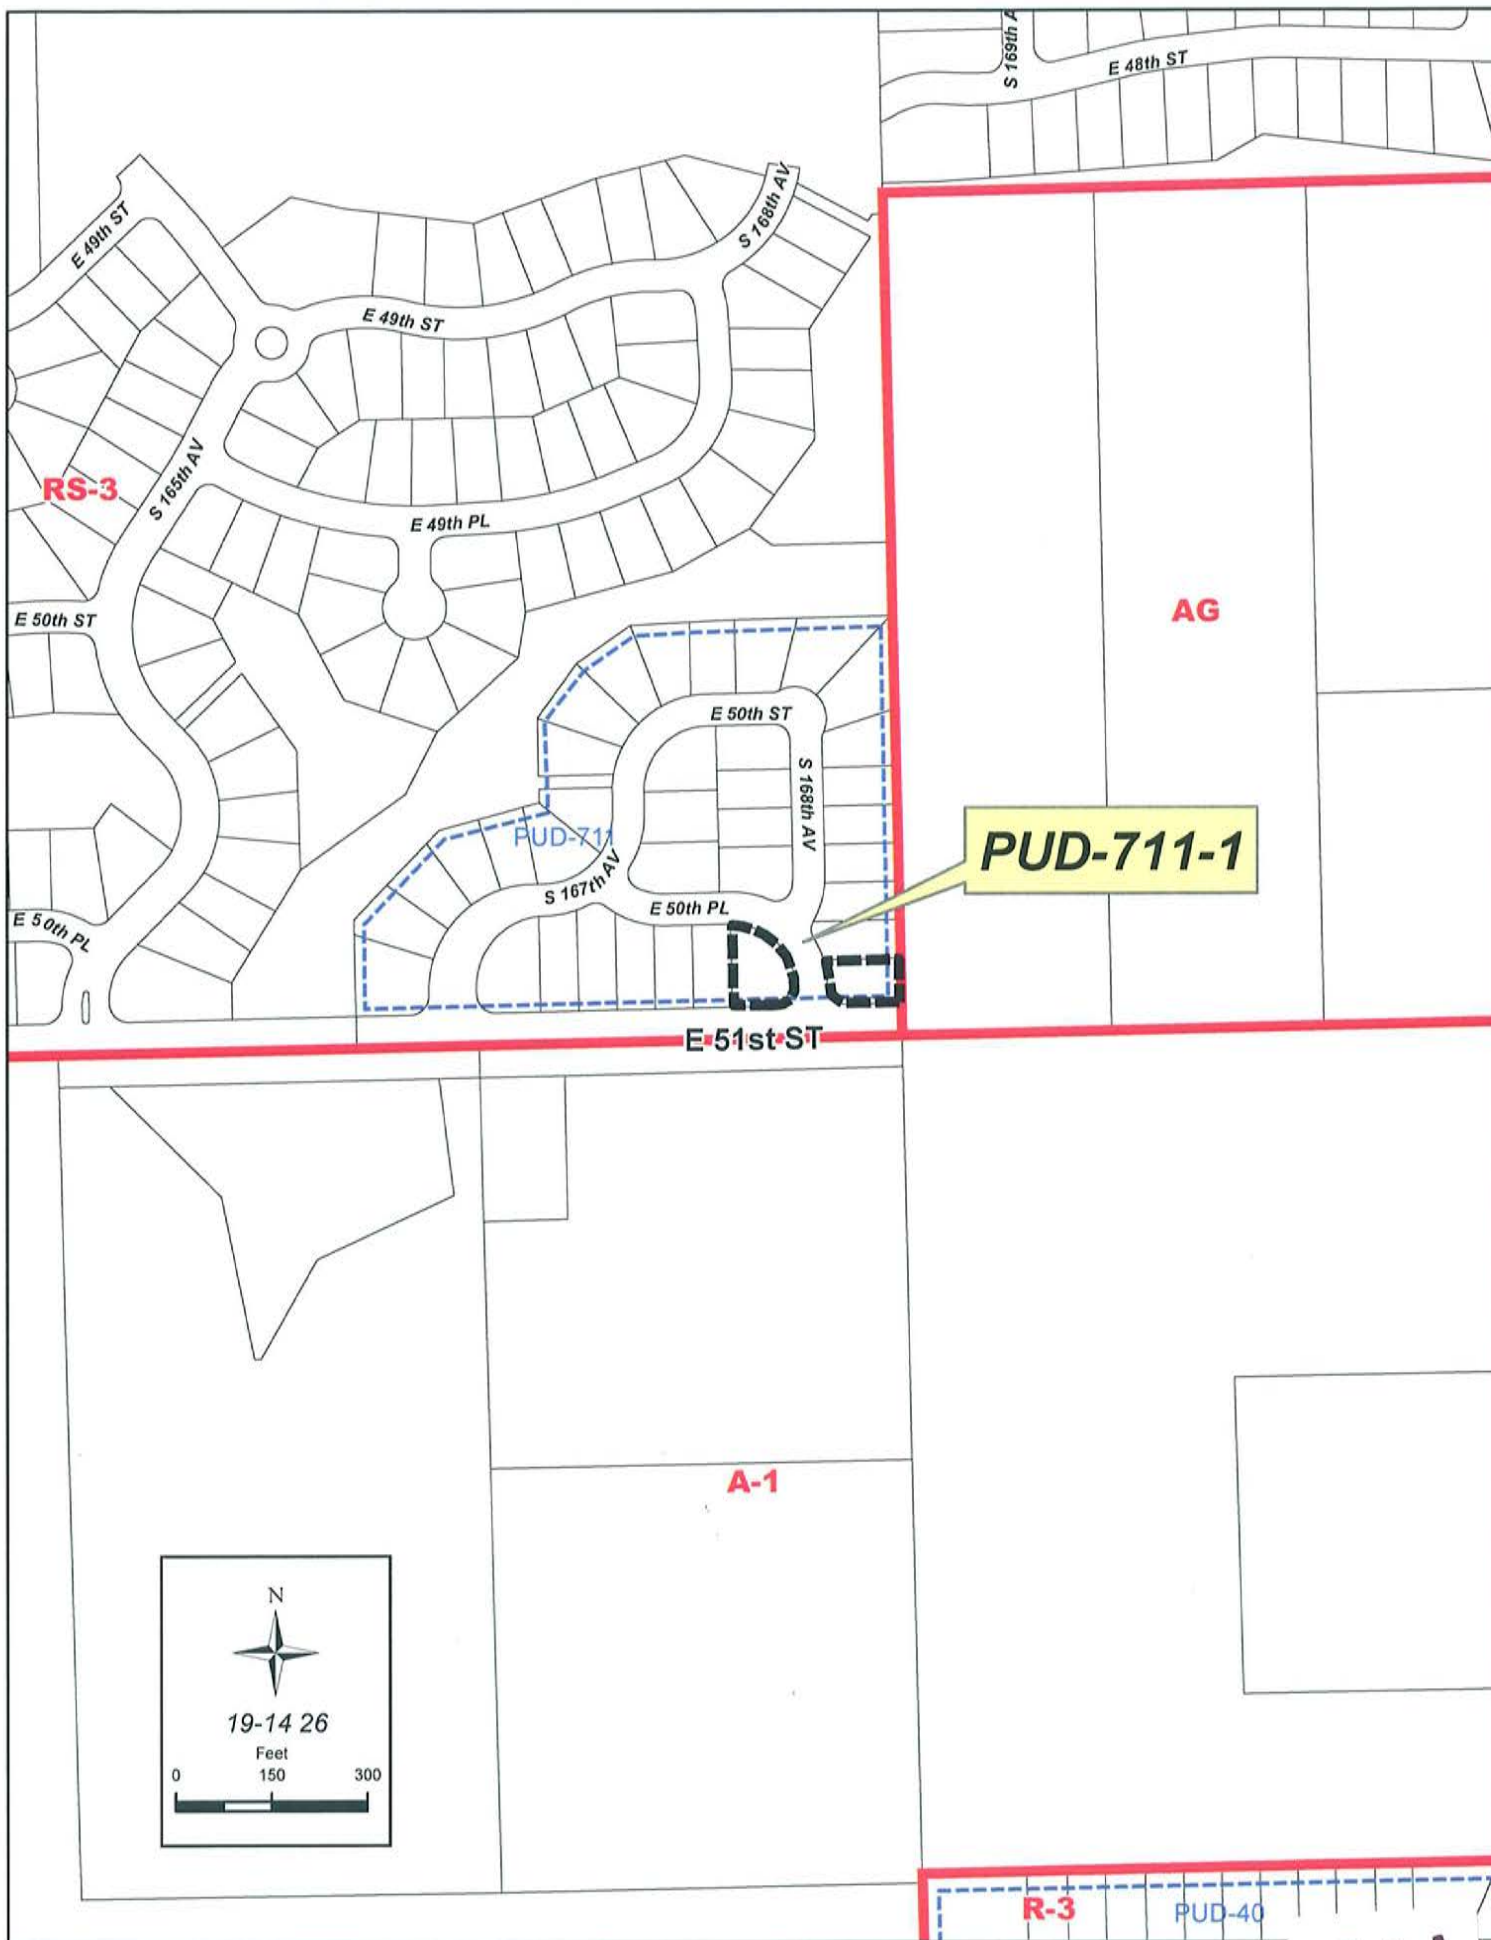 S 169th A
E 48th ST
E 49th ST
S 168th AV
E 49th ST
RS-3
S 165th AV
E 49th PL
AG
E 50th ST
E 50th ST
S 168th AV
PUD-711
PUD-711-1
S 167th AV
E 50th PL
E 50th PL
E 51st ST
A-1
N
19-14 26
Feet
0 150 300
R-3
PUD-40